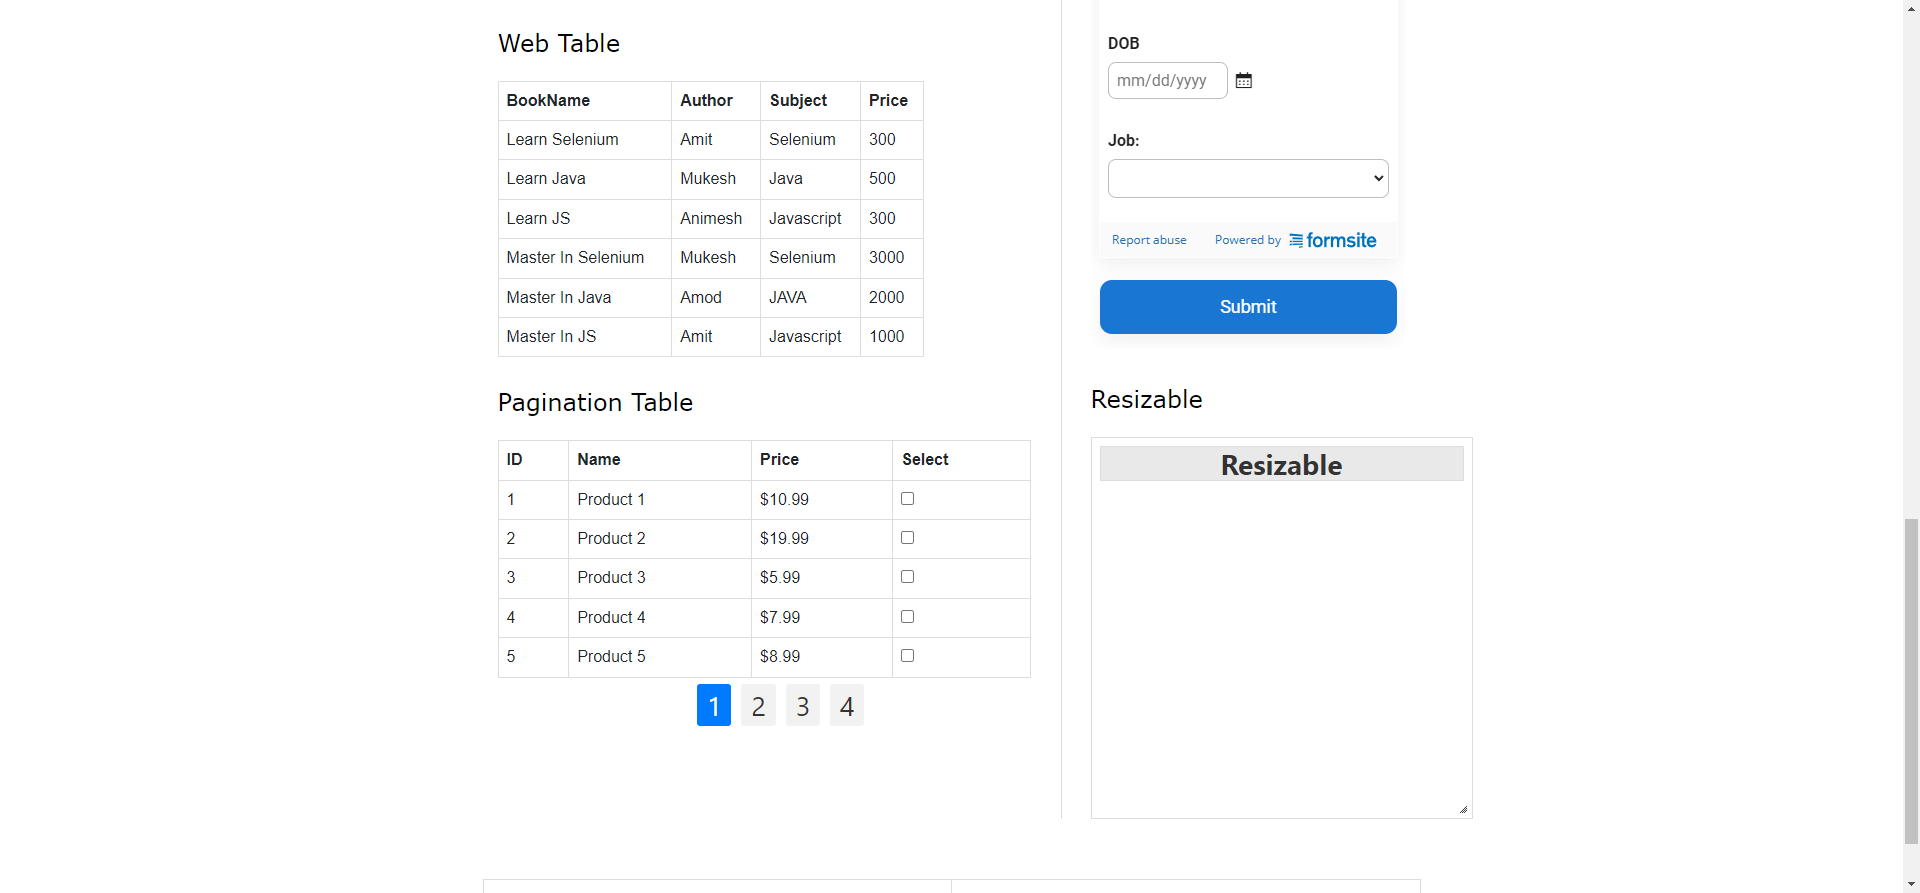 Web Table
BookName Author Subject Price
Learn Selenium Amit Selenium 300
Learn Java Mukesh Java 500
Learn JS Animesh Javascript 300
Master In Selenium Mukesh Selenium 3000
Master In Java Amod JAVA 2000
Master In JS Amit Javascript 1000
Pagination Table
ID Name Price Select
1 Product 1 $10.99
2 Product 2 $19.99
3 Product 3 $5.99
4 Product 4 $7.99
5 Product 5 $8.99
1 2 3 4
DOB
mm/dd/yyyy
Job:
Report abuse Powered by formsite
Submit
Resizable
Resizable